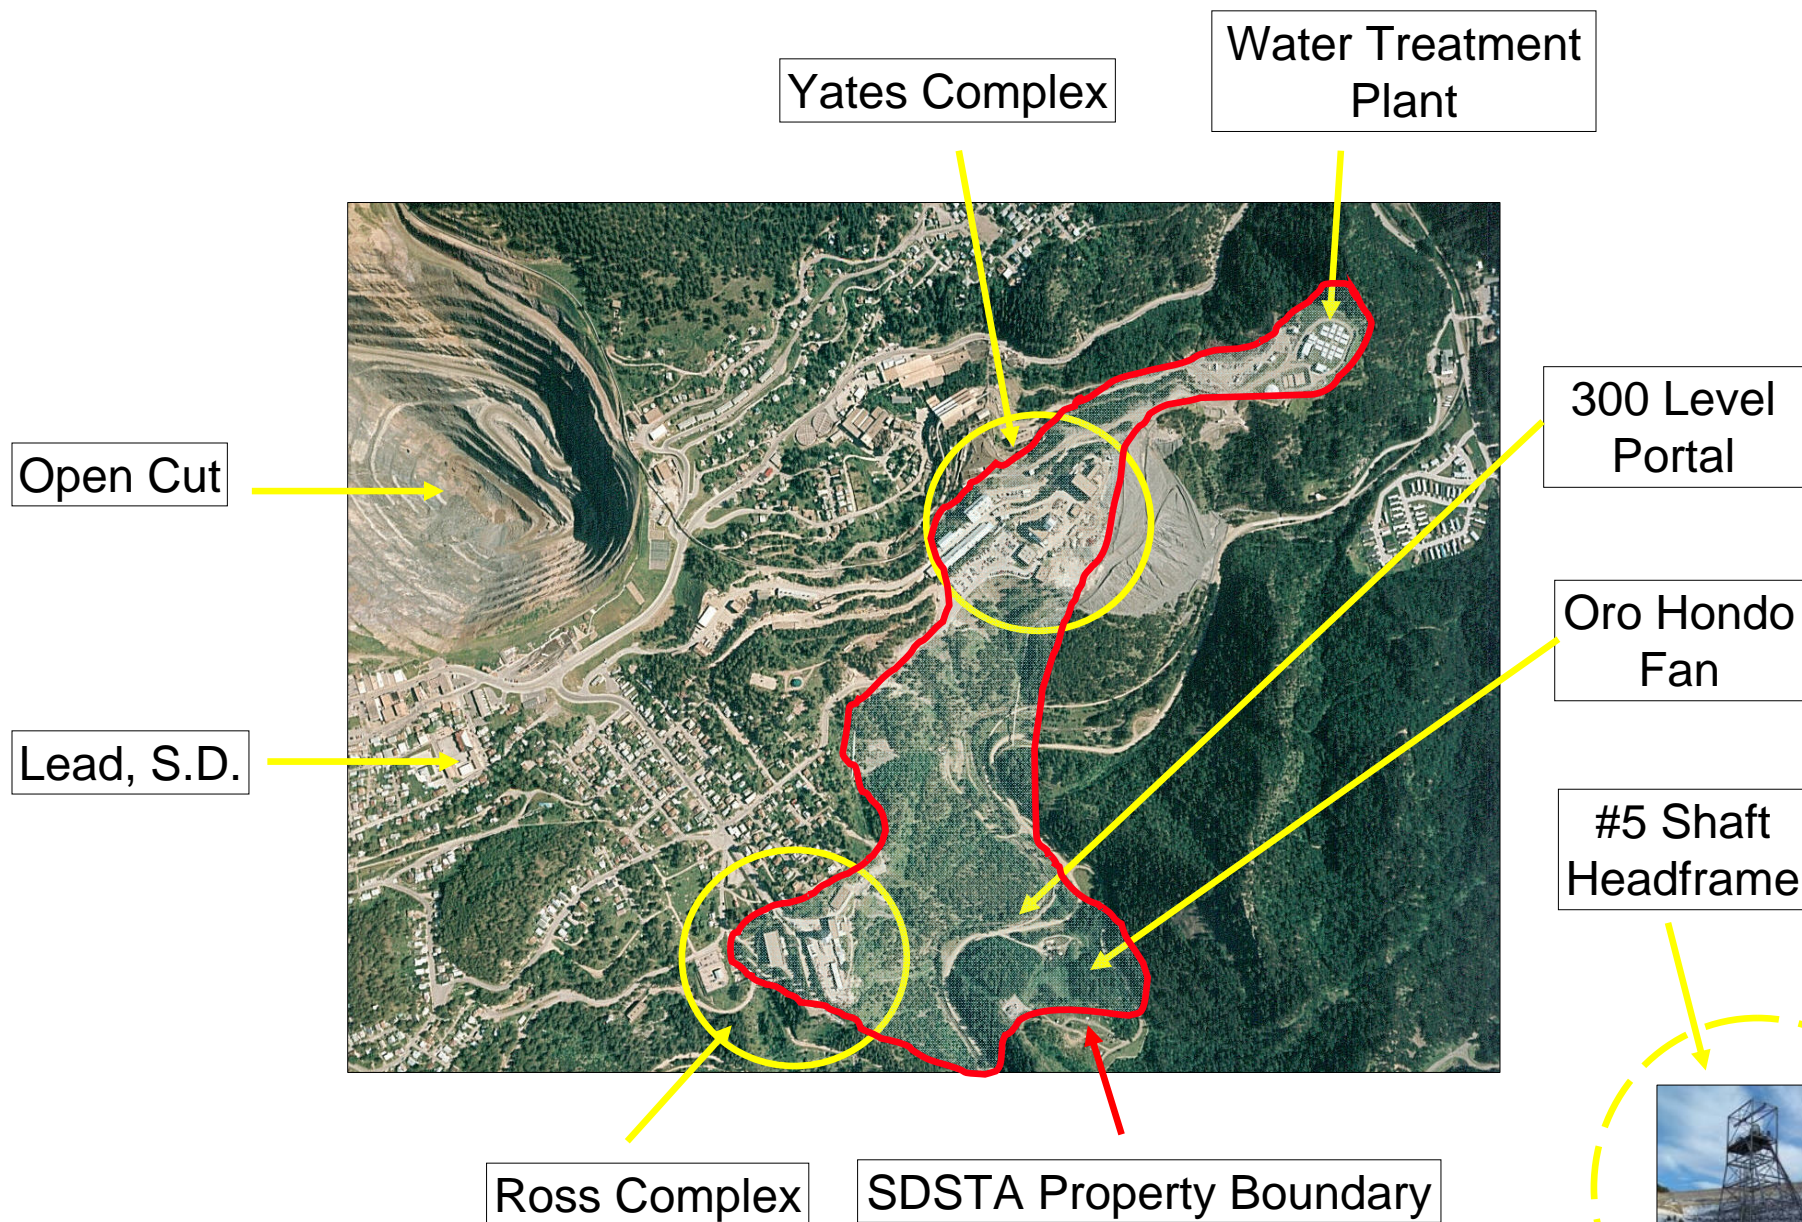 Water Treatment
Plant
Yates Complex
300 Level
Portal
Open Cut
Oro Hondo
Fan
Lead, S.D.
#5 Shaft
Headframe
Ross Complex
SDSTA Property Boundary